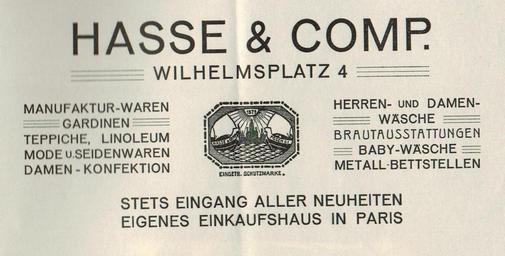 HASSE & COMP.
WILHELMSPLATZ 4
MANUFAKTUR-WAREN
GARDINEN
TEPPICHE, LINOLEUM
MODE U. SEIDENWAREN
DAMEN-KONFEKTION
EINGETR. SCHUTZMARKE.
HERREN- UND DAMEN-
WÄSCHE
BRAUTAUSSTATTUNGEN
BABY-WÄSCHE
METALL-BETTSTELLEN
STETS EINGANG ALLER NEUHEITEN
EIGENES EINKAUFSHAUS IN PARIS